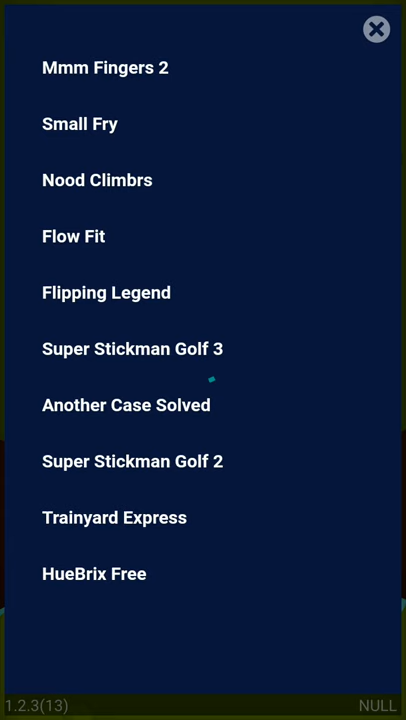 Mmm Fingers 2
Small Fry
Nood Climbrs
Flow Fit
Flipping Legend
Super Stickman Golf 3
Another Case Solved
Super Stickman Golf 2
Trainyard Express
HueBrix Free
1.2.3(13) NULL